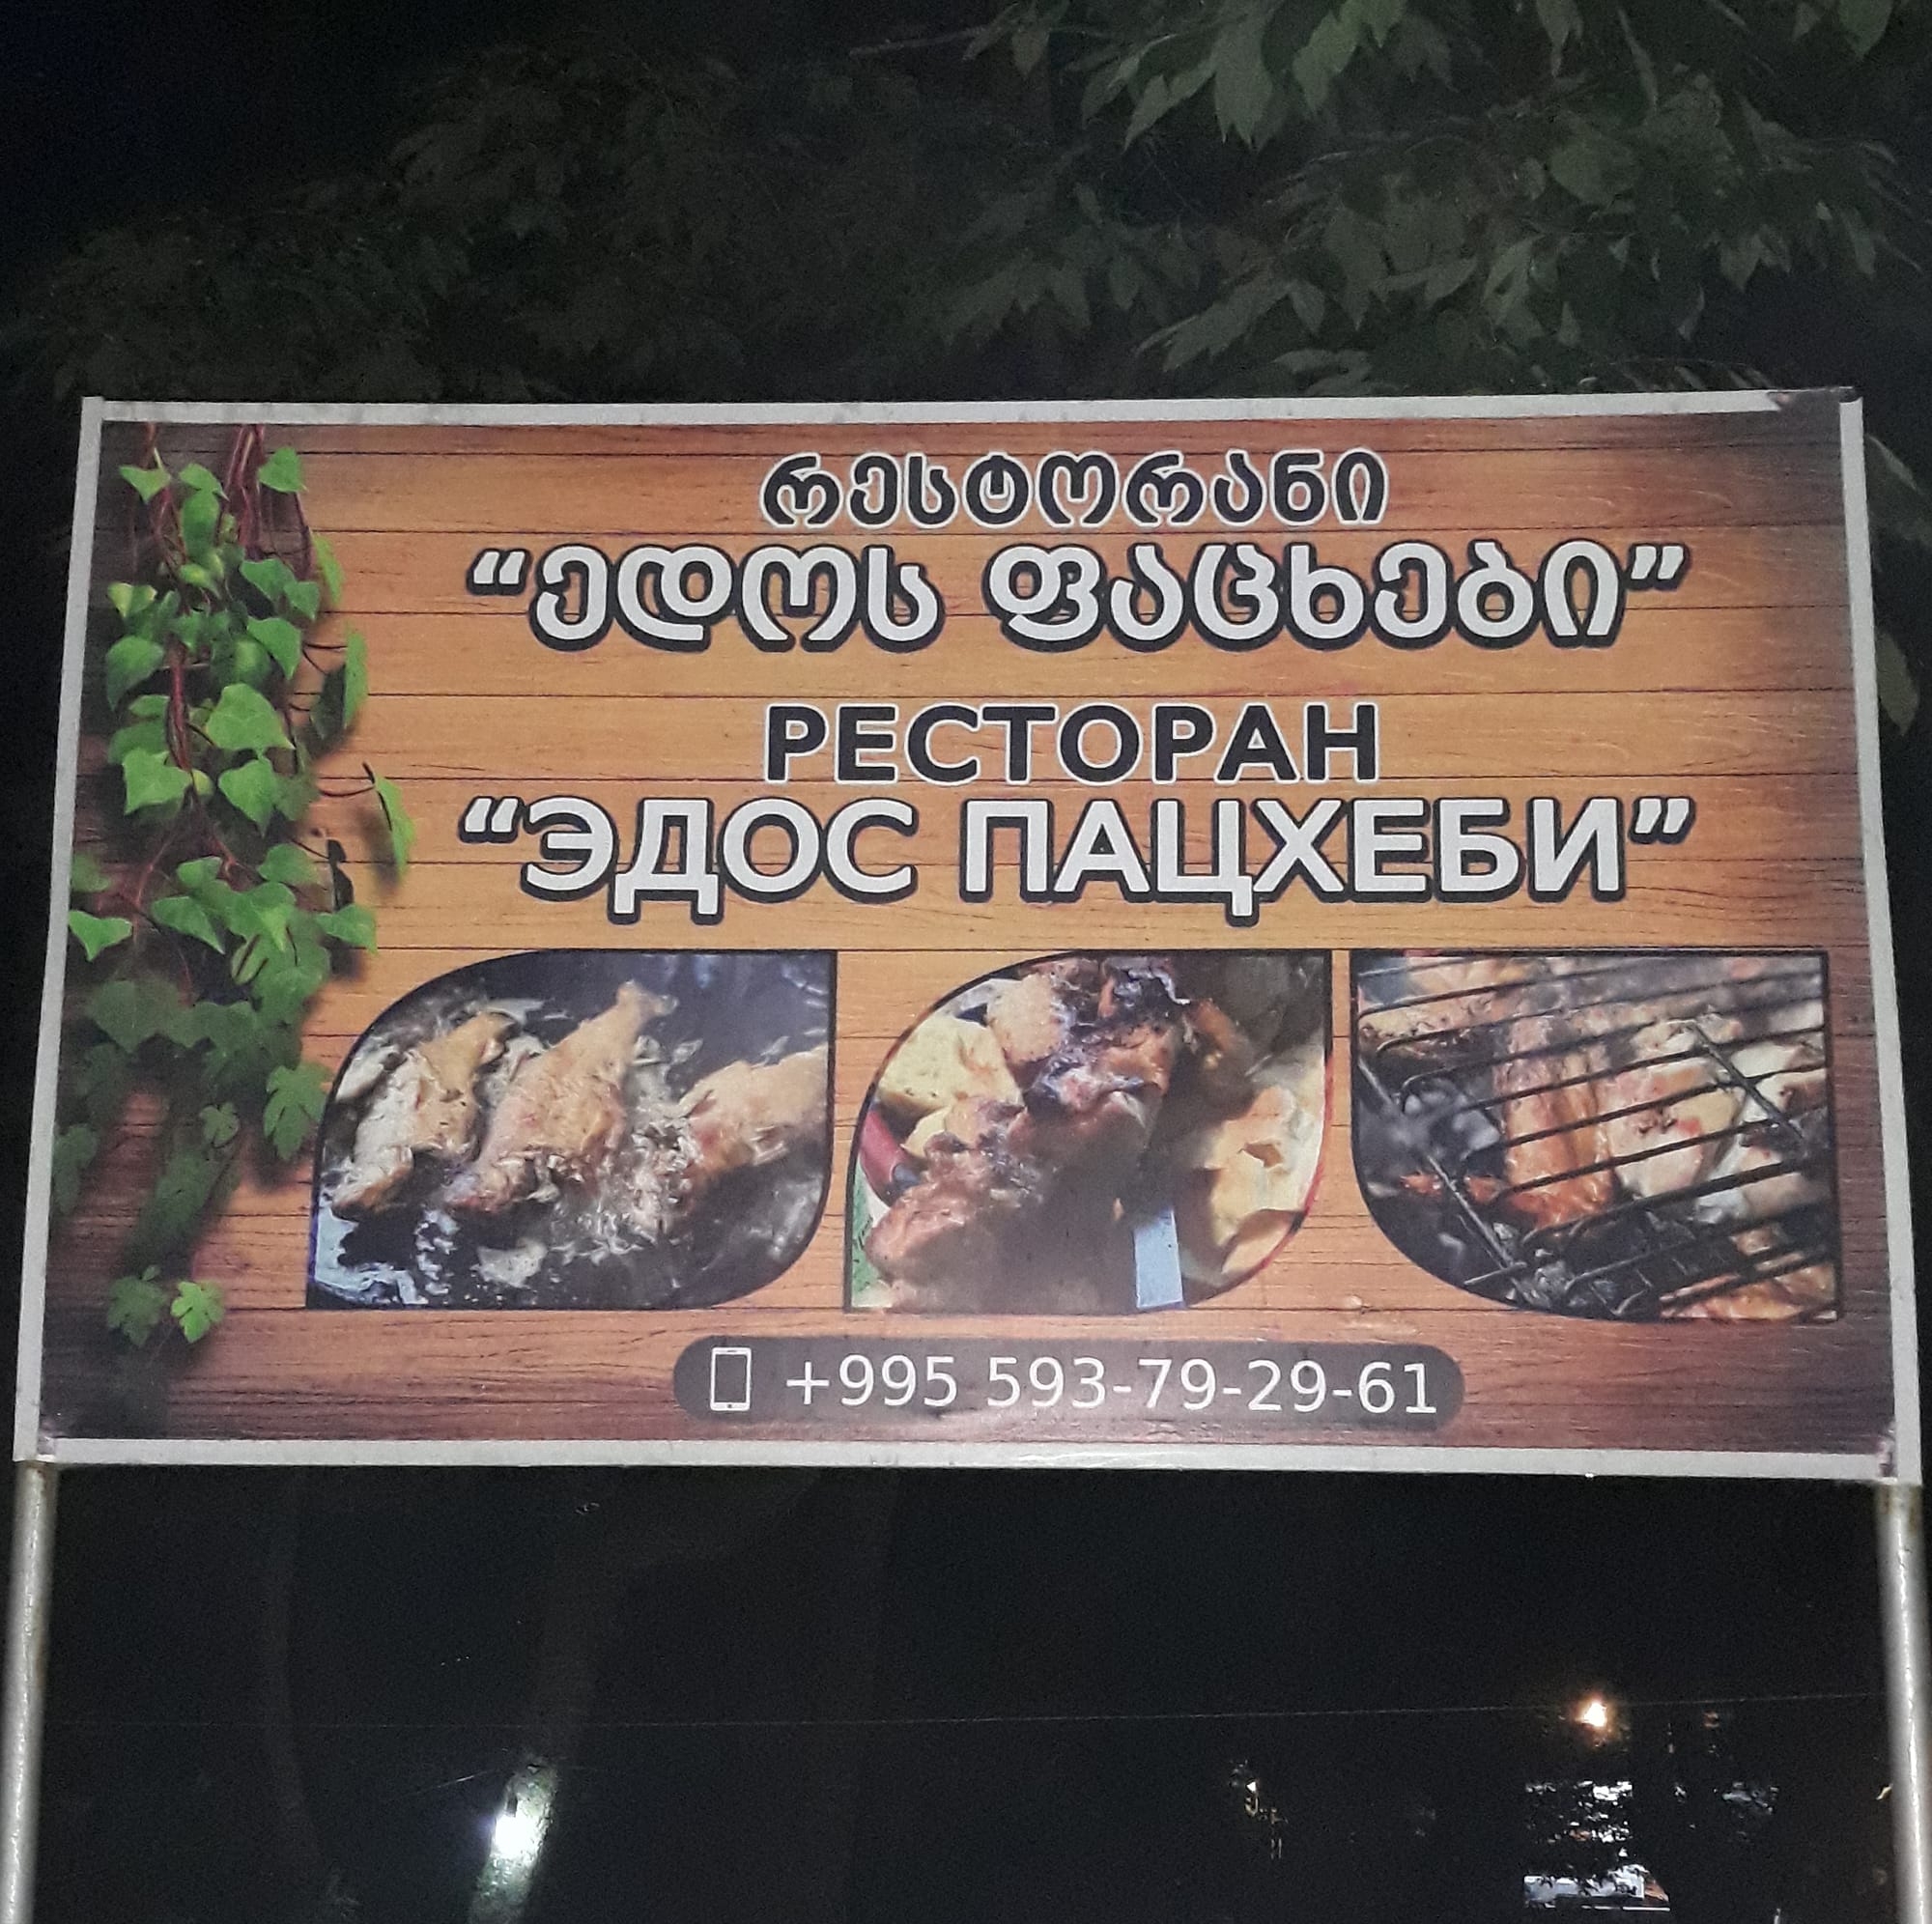 რესტორანი
“ედოს ფაცხები”
РЕСТОРАН
“ЭДОС ПАЦХЕБИ”
+995 593-79-29-61